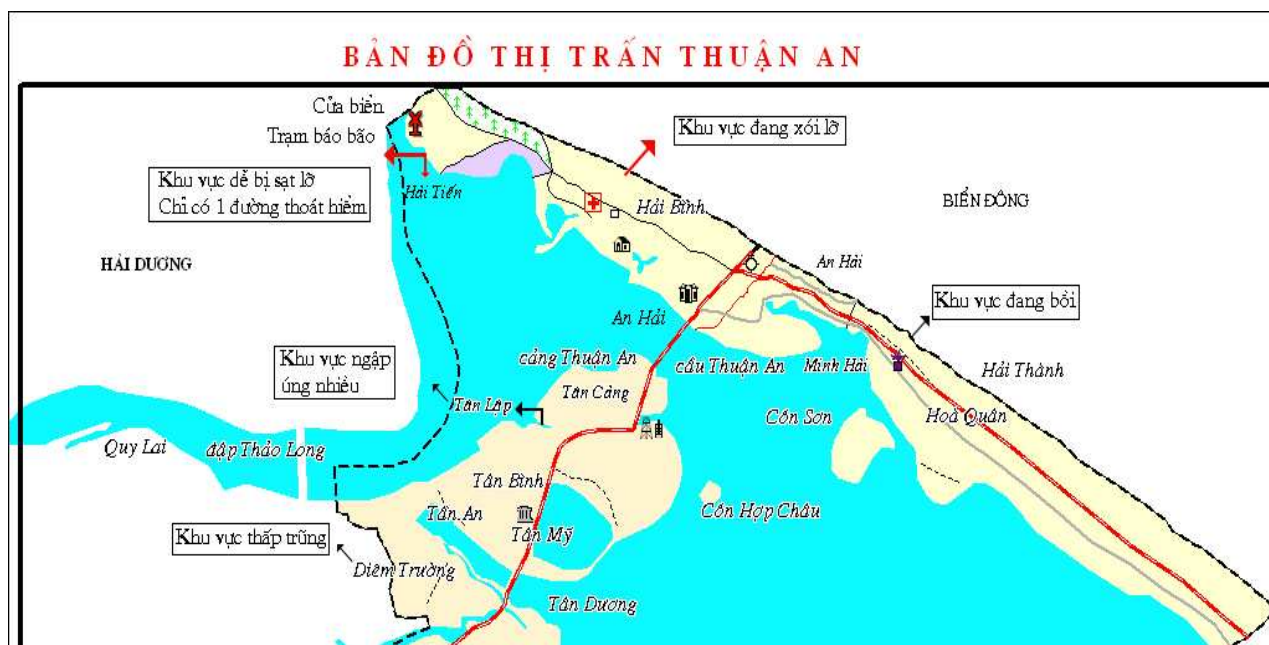 BẢN ĐỒ THỊ TRẤN THUẬN AN
Cửa biển
Trạm báo bão
Khu vực đang xói lở
Khu vực dễ bị sạt lỡ
Chỉ có 1 đường thoát hiểm
Hải Tiến
Hải Bình
BIỂN ĐÔNG
HẢI DƯƠNG
An Hải
Khu vực đang bồi
An Hải
Khu vực ngập
úng nhiều
cảng Thuận An
cầu Thuận An
Minh Hải
Hải Thành
Tân Cảng
Tân Lập
Cồn Sơn
Hoà Quân
Quy Lai
đập Thảo Long
Tân Bình
Tân An
Cồn Hợp Châu
Khu vực thấp trũng
Tân Mỹ
Diêm Trường
Tân Dương